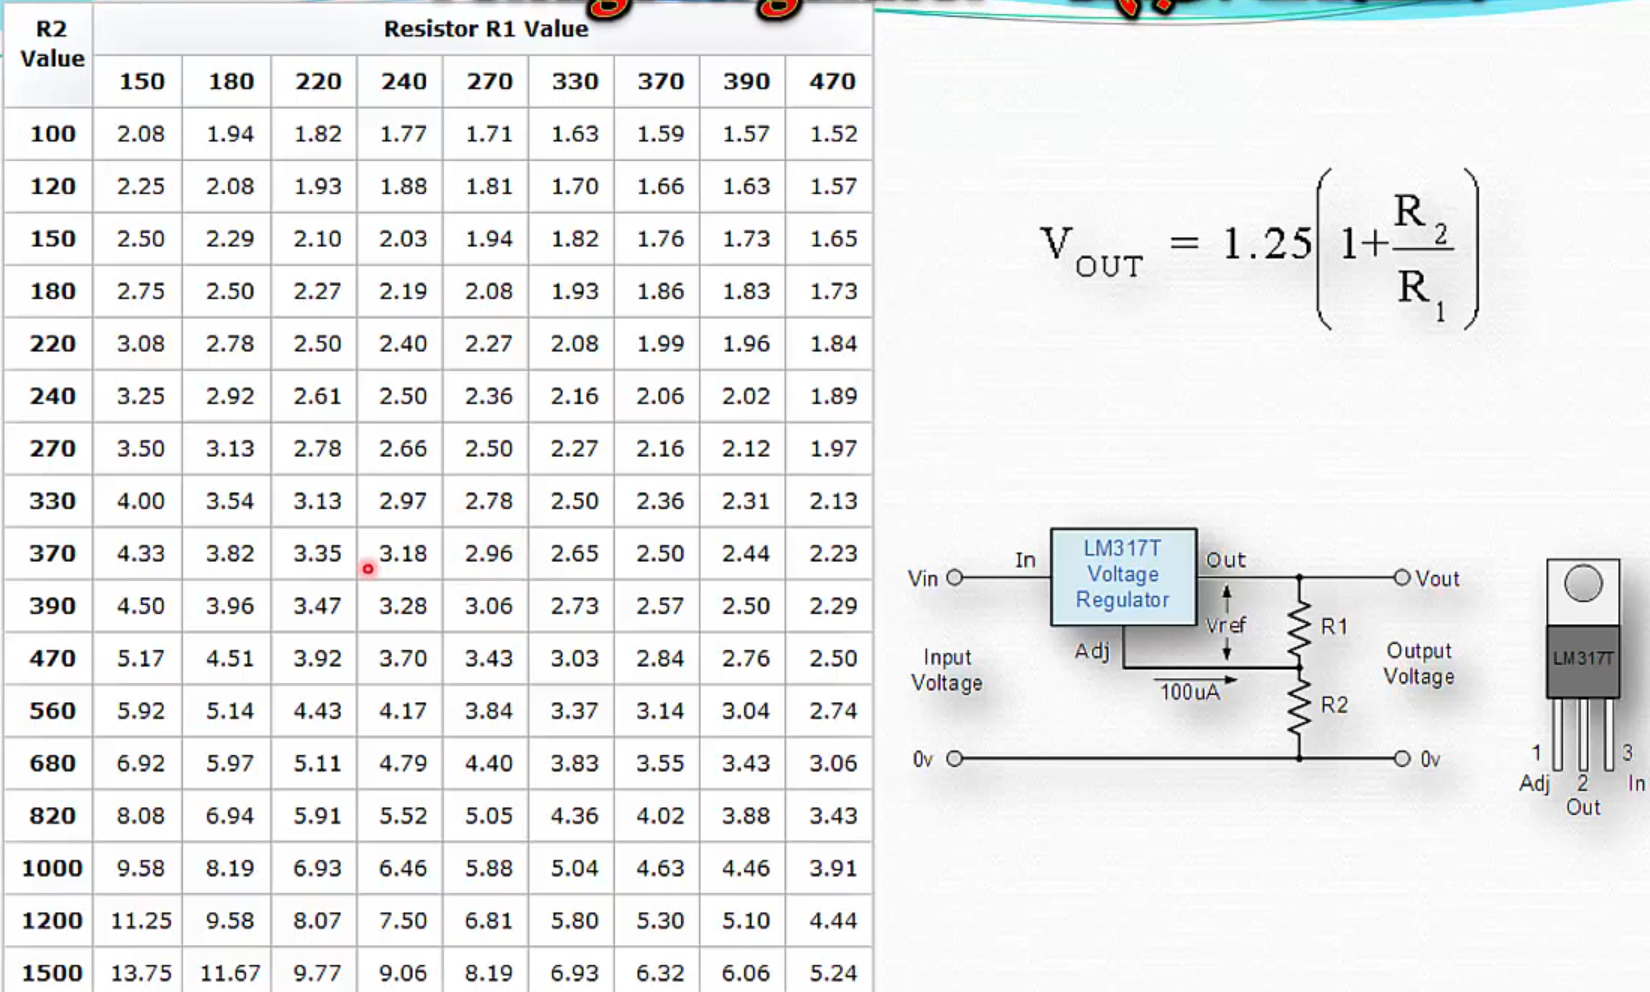 R2 Value
Resistor R1 Value
150 180 220 240 270 330 370 390 470
100 2.08 1.94 1.82 1.77 1.71 1.63 1.59 1.57 1.52
120 2.25 2.08 1.93 1.88 1.81 1.70 1.66 1.63 1.57
150 2.50 2.29 2.10 2.03 1.94 1.82 1.76 1.73 1.65
180 2.75 2.50 2.27 2.19 2.08 1.93 1.86 1.83 1.73
220 3.08 2.78 2.50 2.40 2.27 2.08 1.99 1.96 1.84
240 3.25 2.92 2.61 2.50 2.36 2.16 2.06 2.02 1.89
270 3.50 3.13 2.78 2.66 2.50 2.27 2.16 2.12 1.97
330 4.00 3.54 3.13 2.97 2.78 2.50 2.36 2.31 2.13
370 4.33 3.82 3.35 3.18 2.96 2.65 2.50 2.44 2.23
390 4.50 3.96 3.47 3.28 3.06 2.73 2.57 2.50 2.29
470 5.17 4.51 3.92 3.70 3.43 3.03 2.84 2.76 2.50
560 5.92 5.14 4.43 4.17 3.84 3.37 3.14 3.04 2.74
680 6.92 5.97 5.11 4.79 4.40 3.83 3.55 3.43 3.06
820 8.08 6.94 5.91 5.52 5.05 4.36 4.02 3.88 3.43
1000 9.58 8.19 6.93 6.46 5.88 5.04 4.63 4.46 3.91
1200 11.25 9.58 8.07 7.50 6.81 5.80 5.30 5.10 4.44
1500 13.75 11.67 9.77 9.06 8.19 6.93 6.32 6.06 5.24
V OUT = 1.25(1+ R2/R1)
LM317T
Voltage
Regulator
In
Out
Vin
Vout
Vref
Adj
R1
100uA
R2
Input
Voltage
Output
Voltage
0v
0v
LM317T
1
3
Adj 2 In
Out